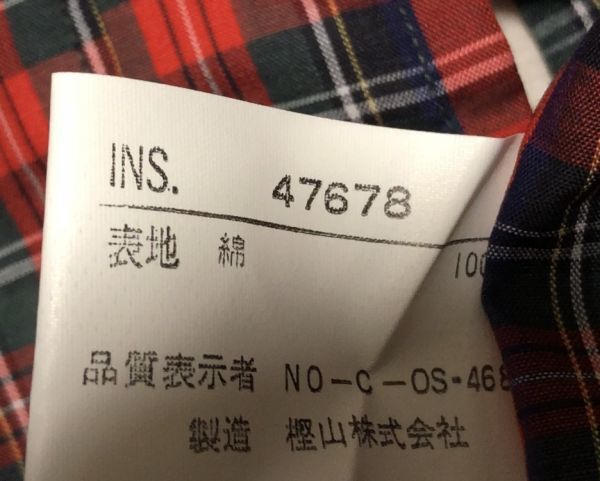 INS. 47678
表地 綿 100
品質表示者 NO-C-OS-468
製造 樫山株式会社